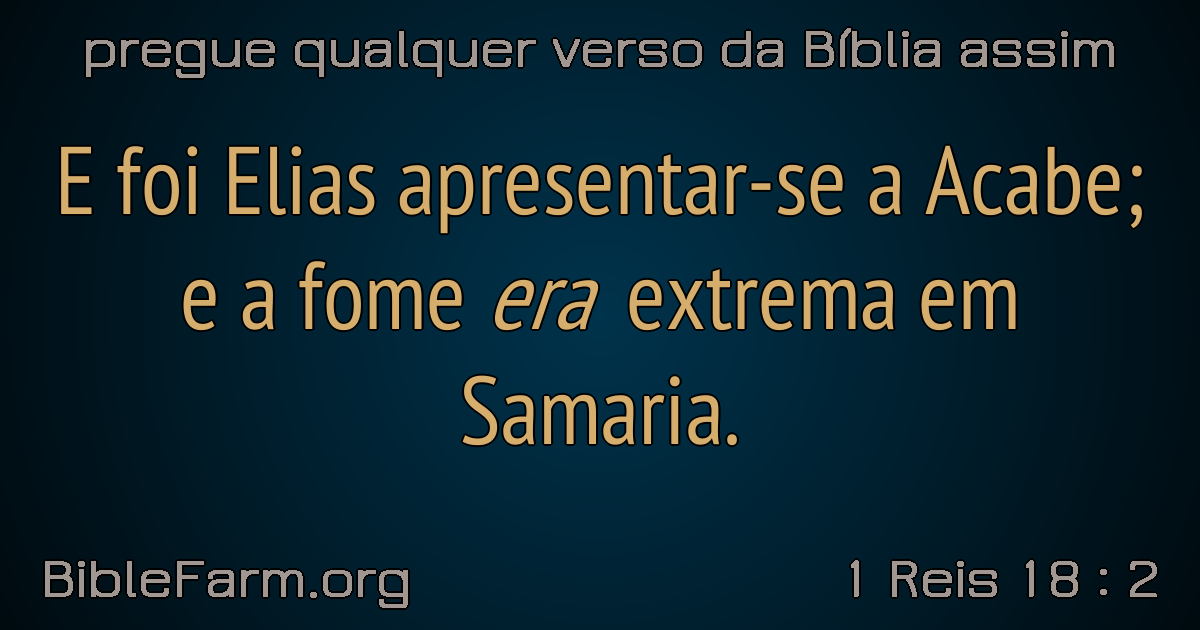 pregue qualquer verso da Bíblia assim
E foi Elias apresentar-se a Acabe;
e a fome era extrema em
Samaria.
BibleFarm.org
1 Reis 18 : 2